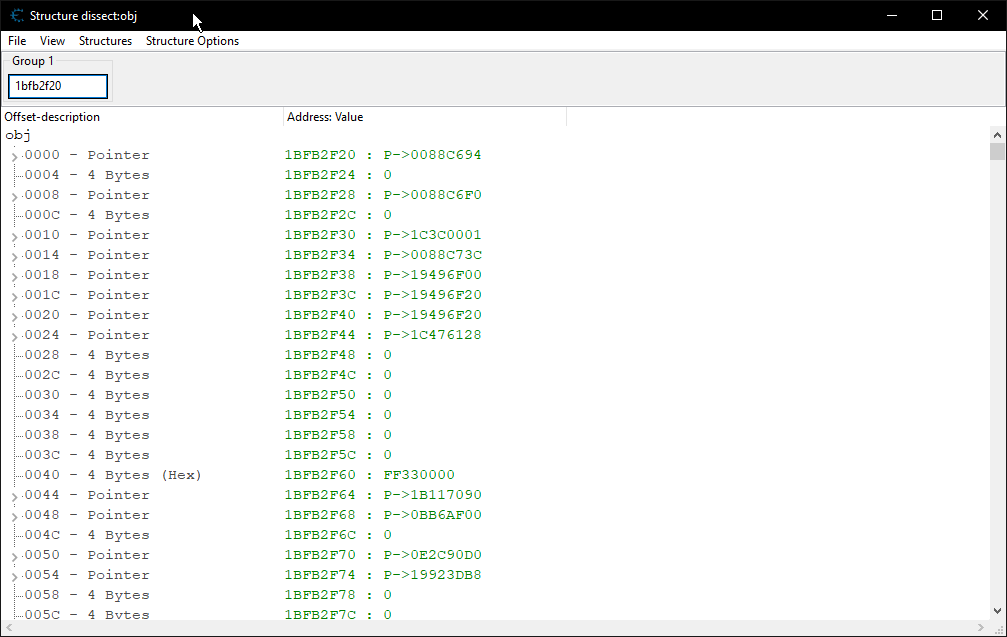 Structure dissect:obj
File View Structures Structure Options
Group 1
1bfb2f20
Offset-description Address: Value
obj
0000 - Pointer 1BFB2F20 : P->0088C694
0004 - 4 Bytes 1BFB2F24 : 0
0008 - Pointer 1BFB2F28 : P->0088C6F0
000C - 4 Bytes 1BFB2F2C : 0
0010 - Pointer 1BFB2F30 : P->1C3C0001
0014 - Pointer 1BFB2F34 : P->0088C73C
0018 - Pointer 1BFB2F38 : P->19496F00
001C - Pointer 1BFB2F3C : P->19496F20
0020 - Pointer 1BFB2F40 : P->19496F20
0024 - Pointer 1BFB2F44 : P->1C476128
0028 - 4 Bytes 1BFB2F48 : 0
002C - 4 Bytes 1BFB2F4C : 0
0030 - 4 Bytes 1BFB2F50 : 0
0034 - 4 Bytes 1BFB2F54 : 0
0038 - 4 Bytes 1BFB2F58 : 0
003C - 4 Bytes 1BFB2F5C : 0
0040 - 4 Bytes (Hex) 1BFB2F60 : FF330000
0044 - Pointer 1BFB2F64 : P->1B117090
0048 - Pointer 1BFB2F68 : P->0BB6AF00
004C - 4 Bytes 1BFB2F6C : 0
0050 - Pointer 1BFB2F70 : P->0E2C90D0
0054 - Pointer 1BFB2F74 : P->19923DB8
0058 - 4 Bytes 1BFB2F78 : 0
005C - 4 Bytes 1BFB2F7C : 0